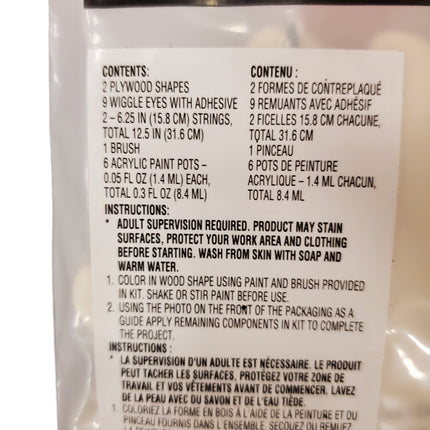 CONTENTS:
2 PLYWOOD SHAPES
9 WIGGLE EYES WITH ADHESIVE
2 – 6.25 IN (15.8 CM) STRINGS,
TOTAL 12.5 IN (31.6 CM)
1 BRUSH
6 ACRYLIC PAINT POTS –
0.05 FL OZ (1.4 ML) EACH,
TOTAL 0.3 FL OZ (8.4 ML)
CONTENU :
2 FORMES DE CONTREPLAQUÉ
9 REMUANTS AVEC ADHÉSIF
2 FICELLES 15.8 CM CHACUNE,
TOTAL 31.6 CM
1 PINCEAU
6 POTS DE PEINTURE
ACRYLIQUE – 1.4 ML CHACUN,
TOTAL 8.4 ML
INSTRUCTIONS:
* ADULT SUPERVISION REQUIRED. PRODUCT MAY STAIN
SURFACES, PROTECT YOUR WORK AREA AND CLOTHING
BEFORE STARTING. WASH FROM SKIN WITH SOAP AND
WARM WATER.
1. COLOR IN WOOD SHAPE USING PAINT AND BRUSH PROVIDED
IN KIT. SHAKE OR STIR PAINT BEFORE USE.
2. USING THE PHOTO ON THE FRONT OF THE PACKAGING AS A
GUIDE APPLY REMAINING COMPONENTS IN KIT TO COMPLETE
THE PROJECT.
INSTRUCTIONS :
* LA SUPERVISION D'UN ADULTE EST NÉCESSAIRE. LE PRODUIT
PEUT TACHER LES SURFACES, PROTÉGEZ VOTRE ZONE DE
TRAVAIL ET VOS VÊTEMENTS AVANT DE COMMENCER. LAVEZ
DE LA PEAU AVEC DU SAVON ET DE L'EAU TIÈDE.
1. COLORIEZ LA FORME EN BOIS À L'AIDE DE LA PEINTURE ET DU
PINCEAU FOURNIS DANS L'ENSEMBLE. SECOUEZ OU REMUEZ